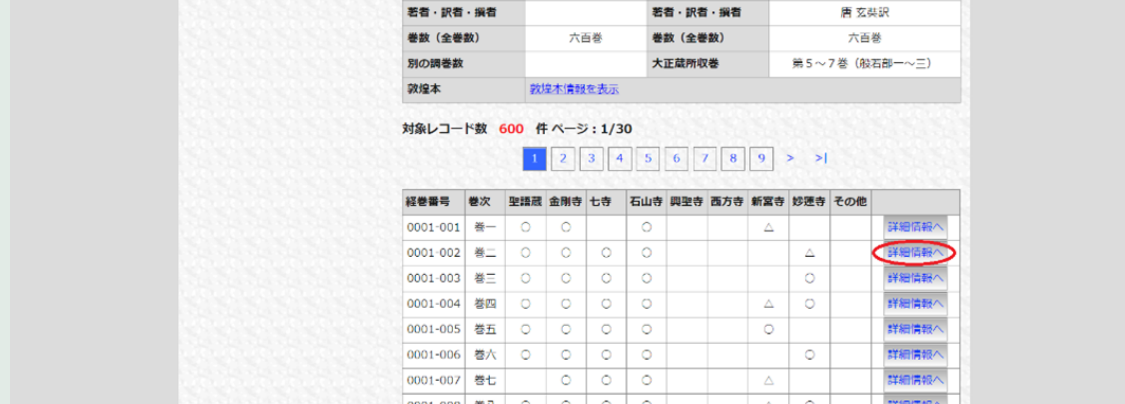 著者・訳者・撰者 著者・訳者・撰者 唐 玄奘訳
巻数（全巻数） 六百巻 巻数（全巻数） 六百巻
別の調巻数 大正蔵所収巻 第５～７巻（般若部一～三）
敦煌本 敦煌本情報を表示
対象レコード数 600 件 ページ：1/30
1 2 3 4 5 6 7 8 9 > >|
経巻番号 巻次 聖語蔵 金剛寺 七寺 石山寺 興聖寺 西方寺 新宮寺 妙蓮寺 その他
0001-001 巻一 ○ ○ ○ △ 詳細情報へ
0001-002 巻二 ○ ○ ○ ○ △ 詳細情報へ
0001-003 巻三 ○ ○ ○ ○ ○ 詳細情報へ
0001-004 巻四 ○ ○ ○ ○ △ ○ 詳細情報へ
0001-005 巻五 ○ ○ ○ ○ ○ 詳細情報へ
0001-006 巻六 ○ ○ ○ ○ ○ 詳細情報へ
0001-007 巻七 ○ ○ ○ △ 詳細情報へ